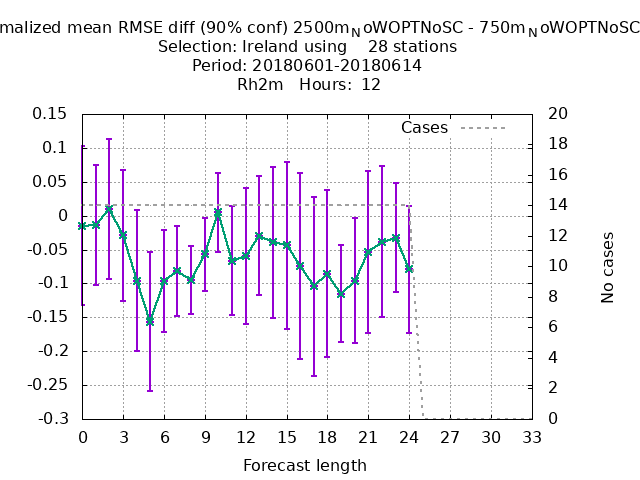 malized mean RMSE diff (90% conf) 2500mNoWOPTNoSC - 750mNoWOPTNoSC
Selection: Ireland using    28 stations
Period: 20180601-20180614
Rh2m   Hours:  12
Cases
0.15
0.1
0.05
0
-0.05
-0.1
-0.15
-0.2
-0.25
-0.3
20
18
16
14
12
10
8
6
4
2
0
No cases
0 3 6 9 12 15 18 21 24 27 30 33
Forecast length